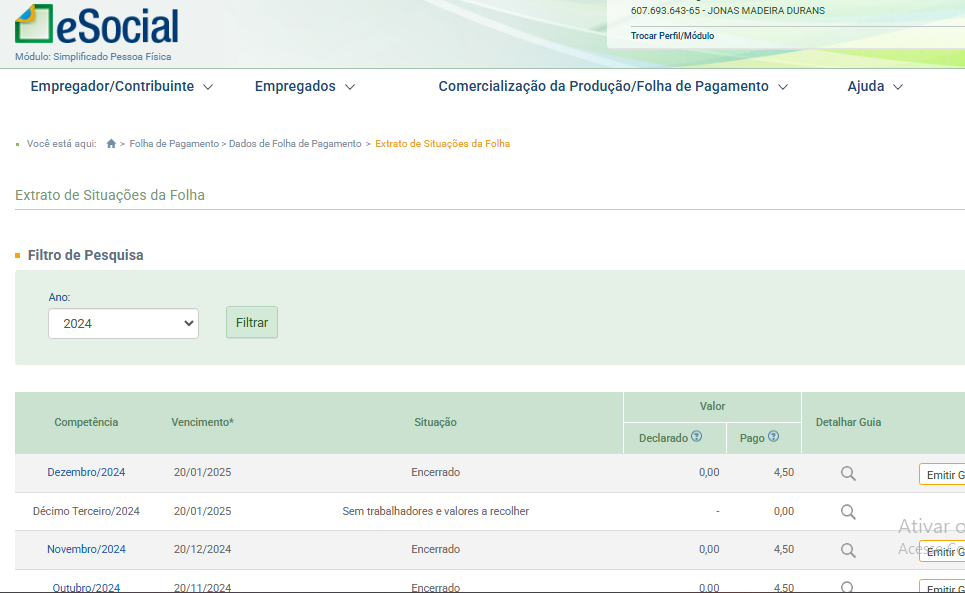 607.693.643-65 - JONAS MADEIRA DURANS
eSocial
Trocar Perfil/Módulo
Módulo: Simplificado Pessoa Física
Empregador/Contribuinte Empregados Comercialização da Produção/Folha de Pagamento Ajuda
Você está aqui: > Folha de Pagamento > Dados de Folha de Pagamento > Extrato de Situações da Folha
Extrato de Situações da Folha
Filtro de Pesquisa
Ano:
2024 Filtrar
Competência Vencimento* Situação Valor Detalhar Guia
Declarado Pago
Dezembro/2024 20/01/2025 Encerrado 0,00 4,50 Emitir G
Décimo Terceiro/2024 20/01/2025 Sem trabalhadores e valores a recolher - 0,00
Ativar o
Novembro/2024 20/12/2024 Encerrado 0,00 4,50 Emitir G
Outubro/2024 20/11/2024 Encerrado 0,00 4,50 Emitir G